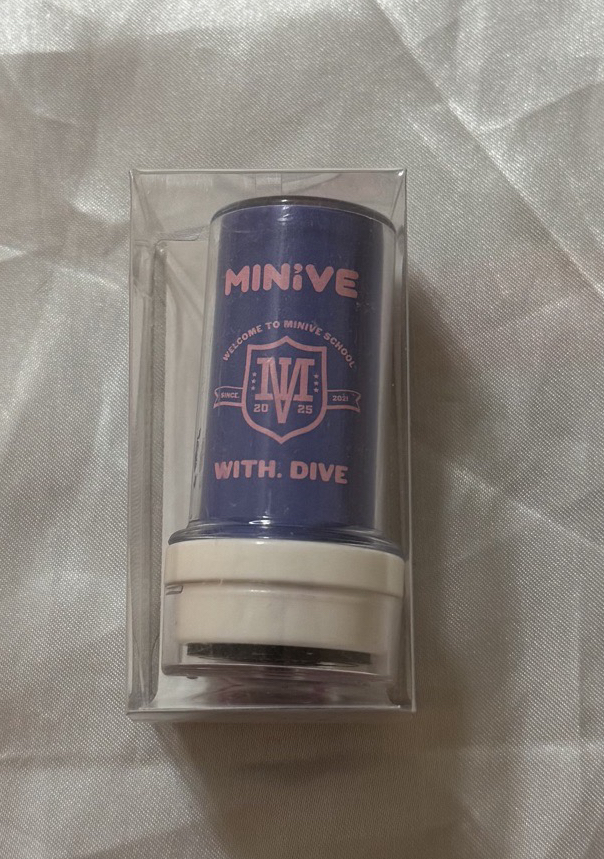 MINiVE
WELCOME TO MINIVE SCHOOL
SINCE
20 25
WITH. DIVE